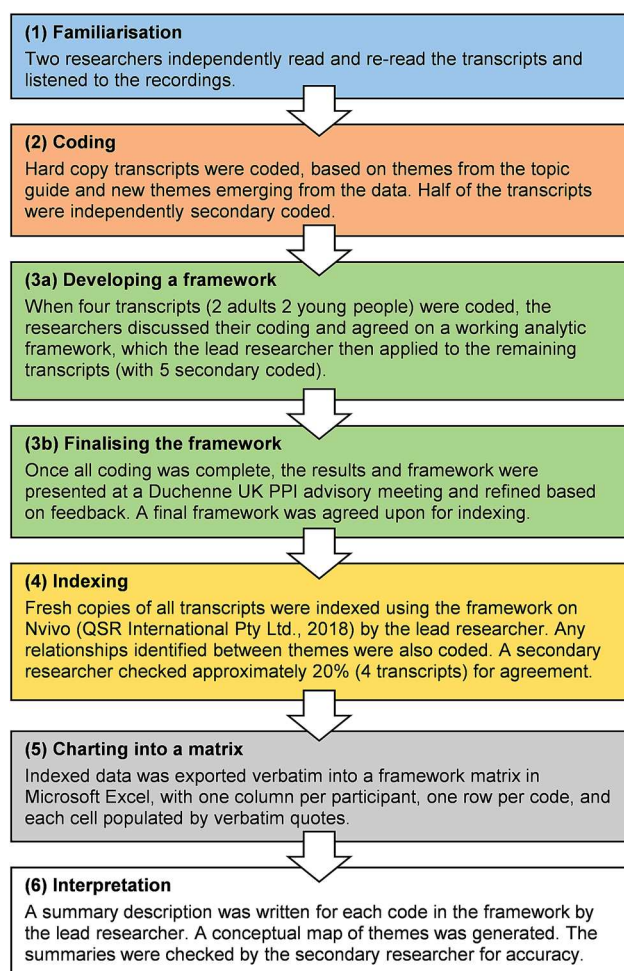 (1) Familiarisation
Two researchers independently read and re-read the transcripts and
listened to the recordings.
(2) Coding
Hard copy transcripts were coded, based on themes from the topic
guide and new themes emerging from the data. Half of the transcripts
were independently secondary coded.
(3a) Developing a framework
When four transcripts (2 adults 2 young people) were coded, the
researchers discussed their coding and agreed on a working analytic
framework, which the lead researcher then applied to the remaining
transcripts (with 5 secondary coded).
(3b) Finalising the framework
Once all coding was complete, the results and framework were
presented at a Duchenne UK PPI advisory meeting and refined based
on feedback. A final framework was agreed upon for indexing.
(4) Indexing
Fresh copies of all transcripts were indexed using the framework on
Nvivo (QSR International Pty Ltd., 2018) by the lead researcher. Any
relationships identified between themes were also coded. A secondary
researcher checked approximately 20% (4 transcripts) for agreement.
(5) Charting into a matrix
Indexed data was exported verbatim into a framework matrix in
Microsoft Excel, with one column per participant, one row per code, and
each cell populated by verbatim quotes.
(6) Interpretation
A summary description was written for each code in the framework by
the lead researcher. A conceptual map of themes was generated. The
summaries were checked by the secondary researcher for accuracy.